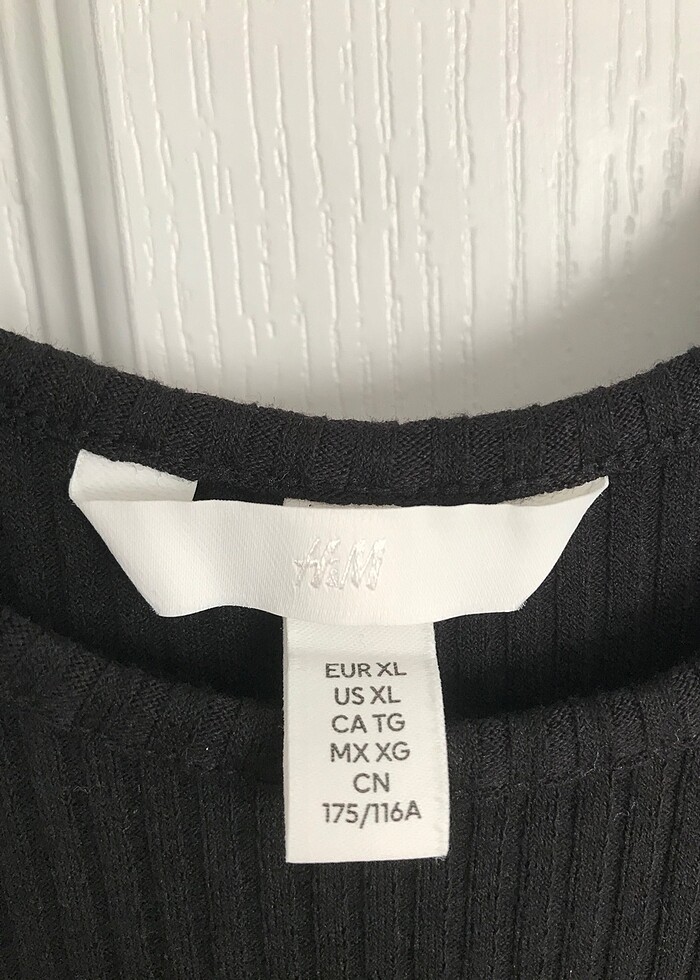 H&M
EUR XL
US XL
CA TG
MX XG
CN
175/116A